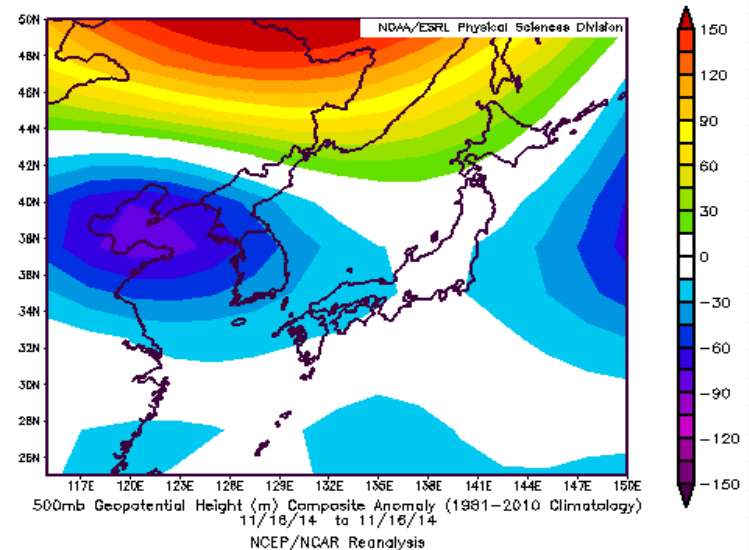 NOAA/ESRL Physical Sciences Division
50N
48N
46N
44N
42N
40N
38N
36N
34N
32N
30N
28N
26N
117E 120E 123E 126E 129E 132E 135E 138E 141E 144E 147E 150E
150
120
90
60
30
0
-30
-60
-90
-120
-150
500mb Geopotential Height (m) Composite Anomaly (1981-2010 Climatology)
11/16/14 to 11/16/14
NCEP/NCAR Reanalysis